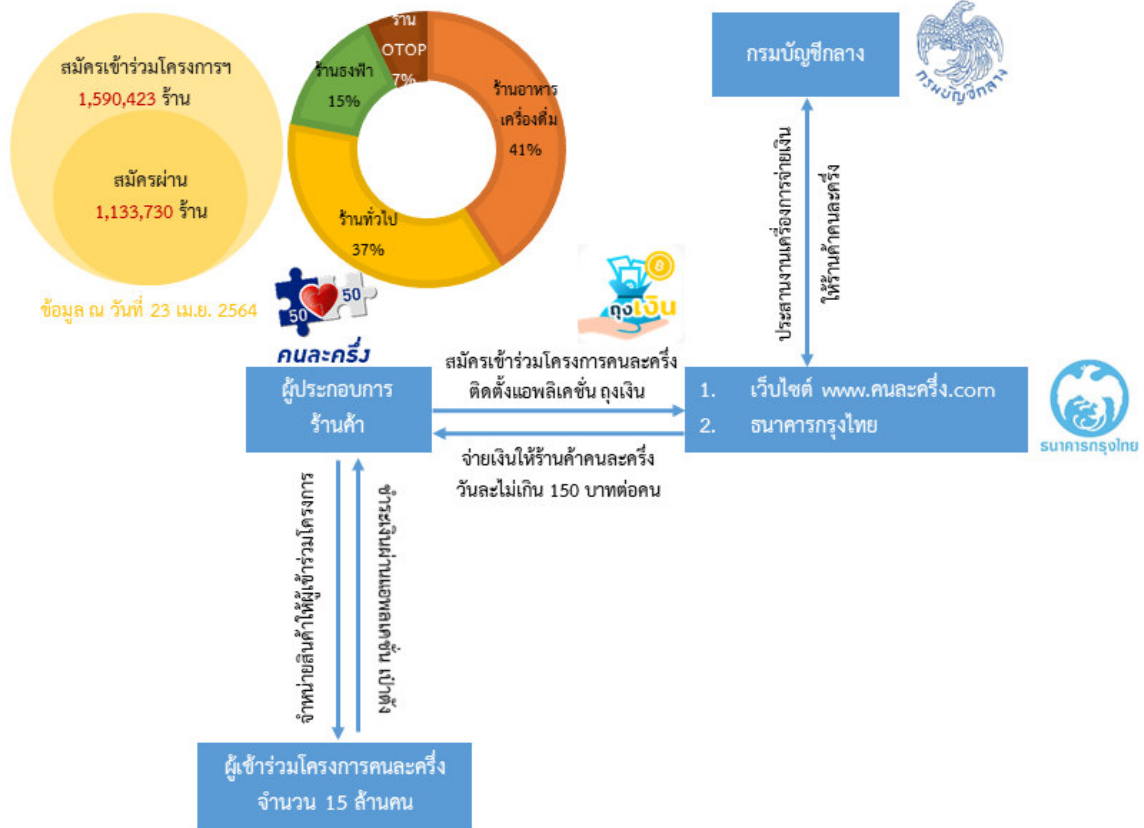 สมัครเข้าร่วมโครงการฯ
1,590,423 ร้าน
สมัครผ่าน
1,133,730 ร้าน
ข้อมูล ณ วันที่ 23 เม.ย. 2564
ร้าน
OTOP
7%
ร้านธงฟ้า
15%
ร้านอาหาร
เครื่องดื่ม
41%
ร้านทั่วไป
37%
กรมบัญชีกลาง
กรมบัญชีกลาง
ประสานงานเครื่องการจ่ายเงิน
ให้ร้านค้าคนละครึ่ง
50
50
คนละครึ่ง
ถุงเงิน
ผู้ประกอบการ
ร้านค้า
สมัครเข้าร่วมโครงการคนละครึ่ง
ติดตั้งแอพลิเคชั่น ถุงเงิน
จ่ายเงินให้ร้านค้าคนละครึ่ง
วันละไม่เกิน 150 บาทต่อคน
1. เว็บไซต์ www.คนละครึ่ง.com
2. ธนาคารกรุงไทย
ธนาคารกรุงไทย
จำหน่ายสินค้าให้ผู้เข้าร่วมโครงการ
ชำระเงินผ่านแอพลิเคชั่น เป๋าตัง
ผู้เข้าร่วมโครงการคนละครึ่ง
จำนวน 15 ล้านคน